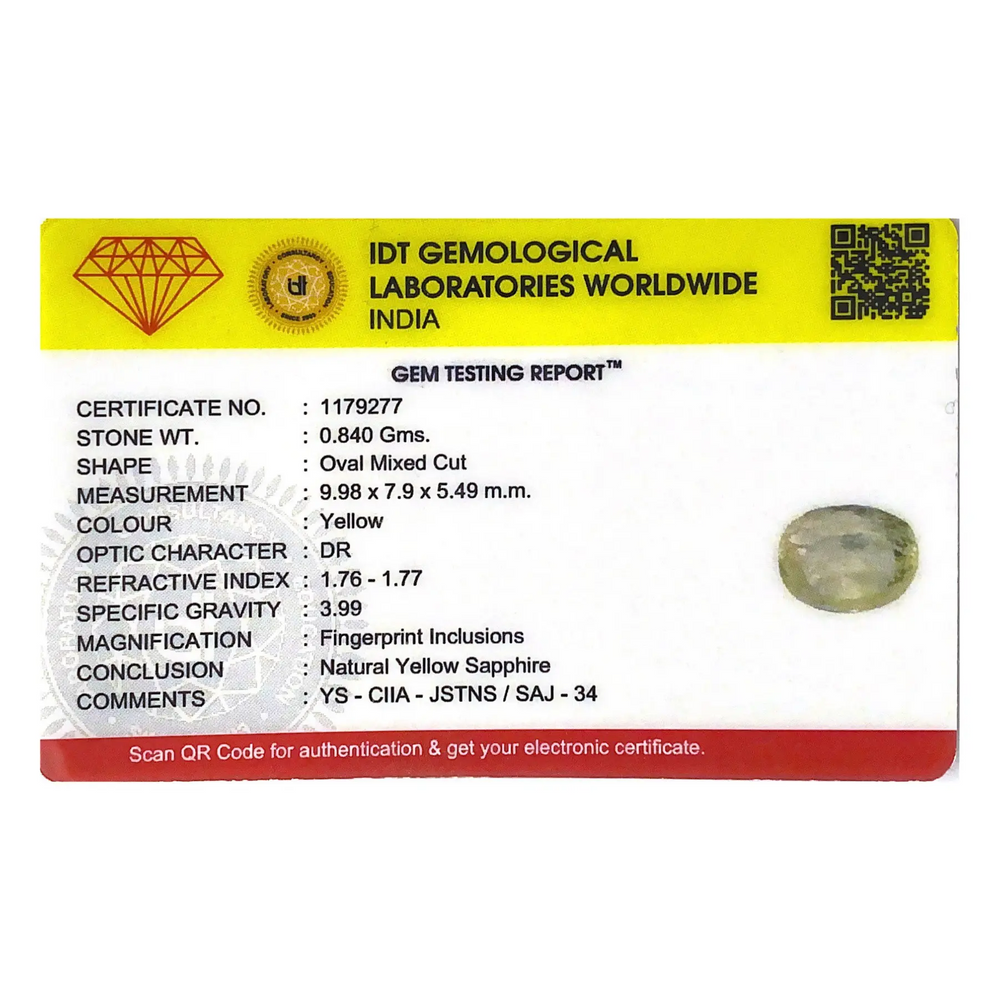 IDT GEMOLOGICAL
LABORATORIES WORLDWIDE
INDIA
GEM TESTING REPORT™
CERTIFICATE NO. : 1179277
STONE WT. : 0.840 Gms.
SHAPE : Oval Mixed Cut
MEASUREMENT : 9.98 x 7.9 x 5.49 m.m.
COLOUR : Yellow
OPTIC CHARACTER : DR
REFRACTIVE INDEX : 1.76 - 1.77
SPECIFIC GRAVITY : 3.99
MAGNIFICATION : Fingerprint Inclusions
CONCLUSION : Natural Yellow Sapphire
COMMENTS : YS - CIIA - JSTNS / SAJ - 34
Scan QR Code for authentication & get your electronic certificate.